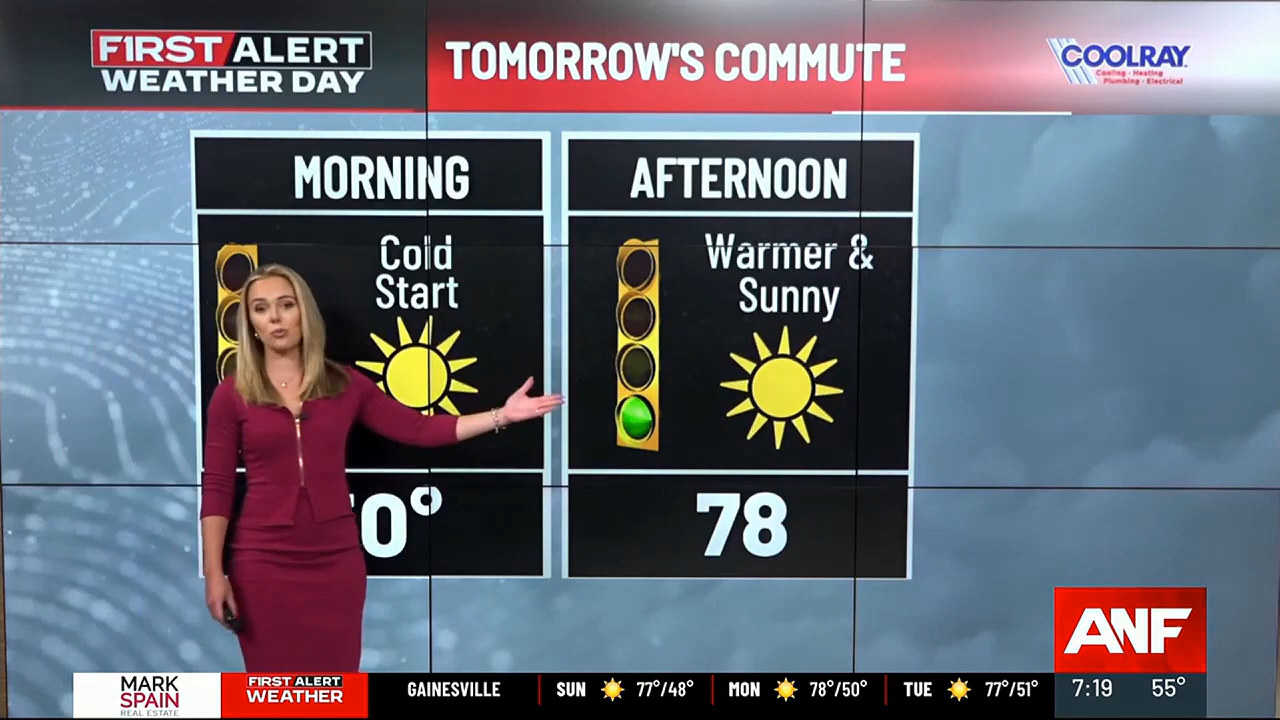 F1RST ALERT
WEATHER DAY
TOMORROW'S COMMUTE
COOLRAY
Cooling - Heating
Plumbing - Electrical
MORNING
AFTERNOON
Cold
Start
Warmer &
Sunny
0°
78
ANF
MARK
SPAIN
REAL ESTATE
FIRST ALERT
WEATHER
GAINESVILLE
SUN 77°/48°
MON 78°/50°
TUE 77°/51°
7:19 55°